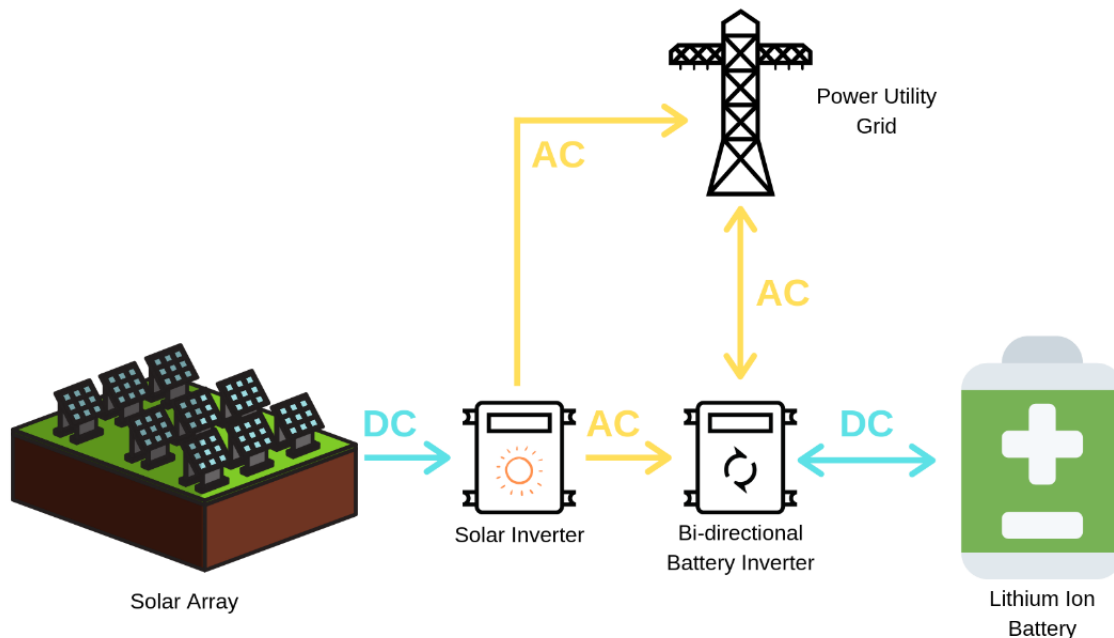 Power Utility
Grid
AC
AC
DC
AC
DC
Solar Inverter
Bi-directional
Battery Inverter
Solar Array
Lithium Ion
Battery